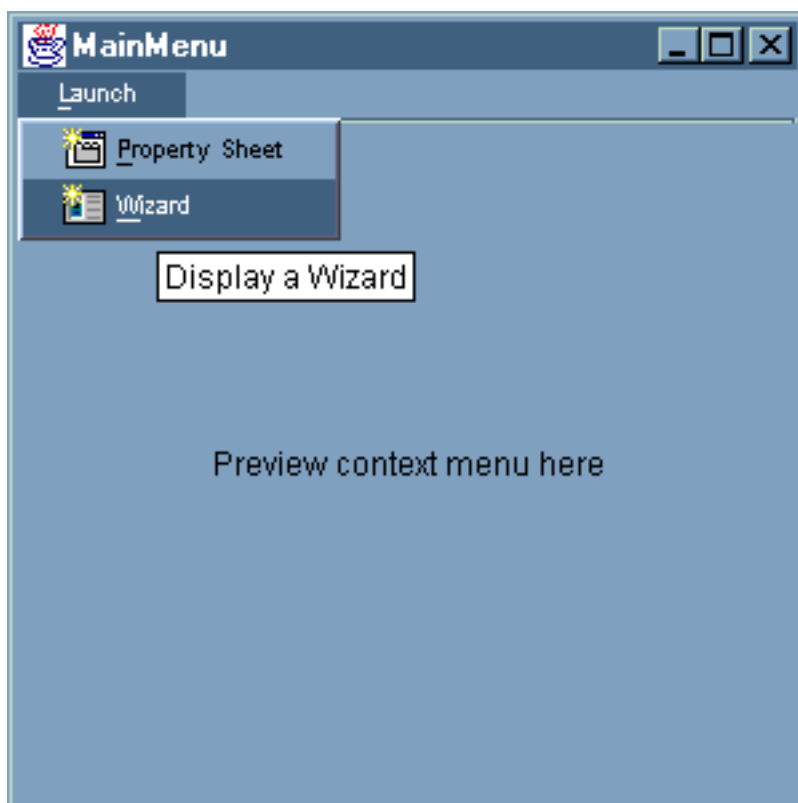 MainMenu
Launch
Property Sheet
Wizard
Display a Wizard
Preview context menu here